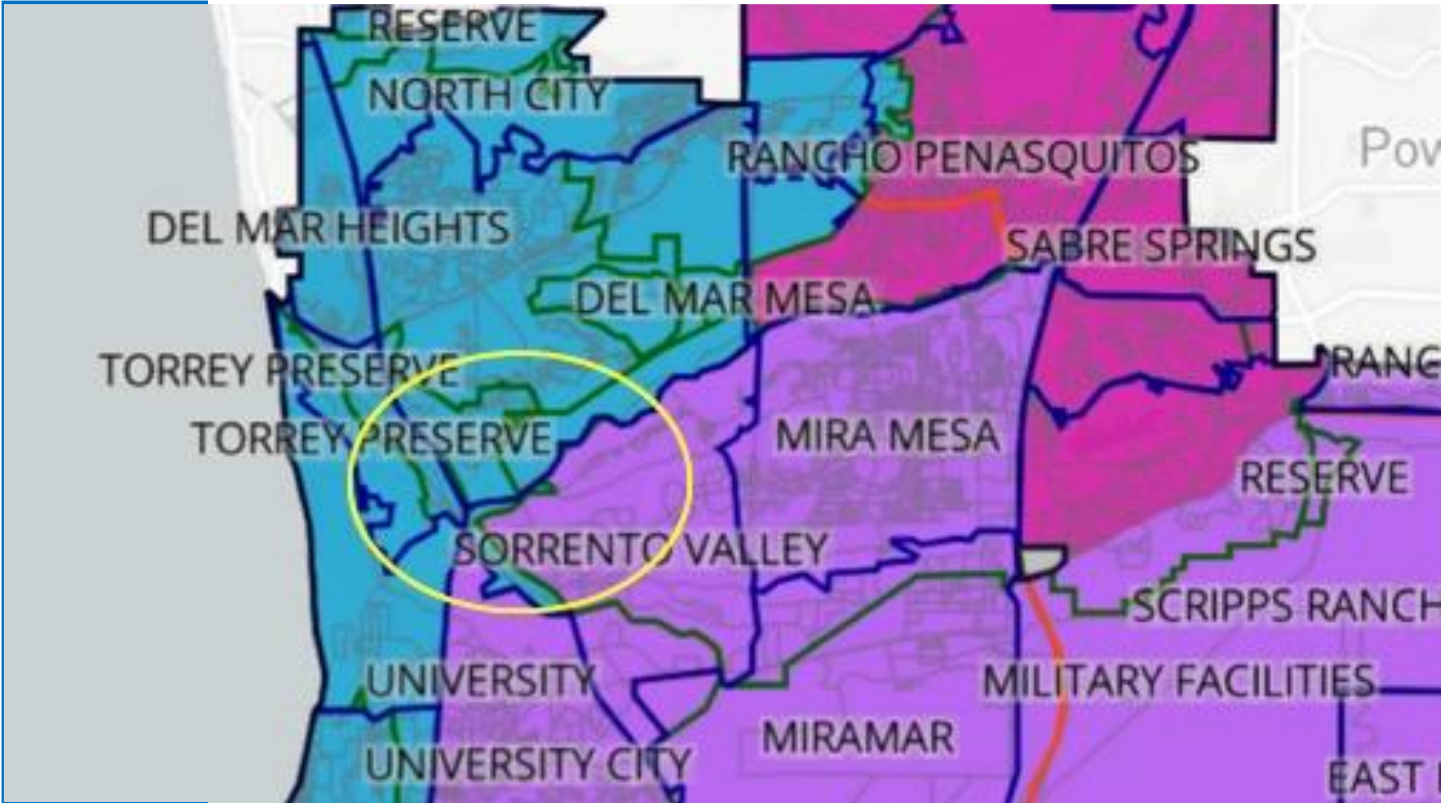 RESERVE
NORTH CITY
RANCHO PENASQUITOS
Pow
DEL MAR HEIGHTS
SABRE SPRINGS
DEL MAR MESA
TORREY PRESERVE
RANC
TORREY PRESERVE
MIRA MESA
RESERVE
SORRENTO VALLEY
SCRIPPS RANCH
UNIVERSITY
MILITARY FACILITIES
MIRAMAR
UNIVERSITY CITY
EAST